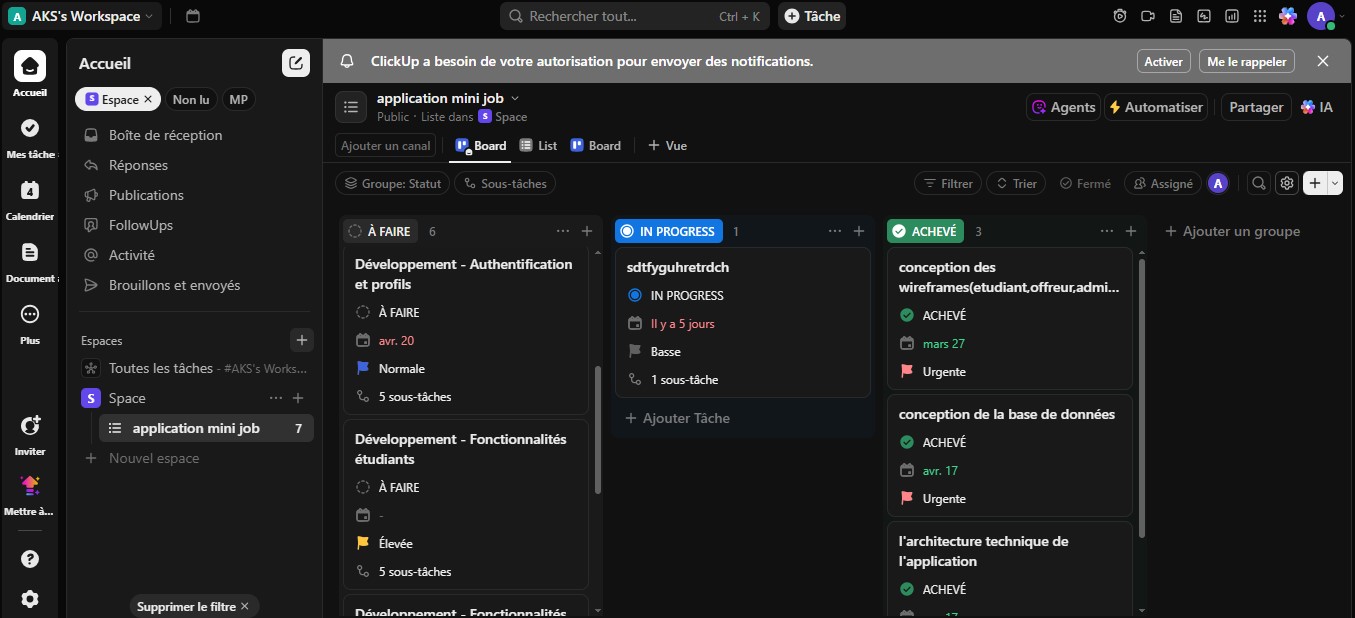 A AKS's Workspace
Rechercher tout... Ctrl + K
Tâche
A
Accueil
Mes tâche
4
Calendrier
Document
Plus
Inviter
Mettre à...
Accueil
S Espace ×
Non lu
MP
Boîte de réception
Réponses
Publications
FollowUps
Activité
Brouillons et envoyés
Espaces
Toutes les tâches - #AKS's Works...
S Space
application mini job 7
Nouvel espace
Supprimer le filtre ×
ClickUp a besoin de votre autorisation pour envoyer des notifications.
Activer
Me le rappeler
application mini job
Public · Liste dans S Space
Agents
Automatiser
Partager
IA
Ajouter un canal
Board
List
Board
+ Vue
Groupe: Statut
Sous-tâches
Filtrer
Trier
Fermé
Assigné
A
À FAIRE 6
Développement - Authentification
et profils
À FAIRE
avr. 20
Normale
5 sous-tâches
Développement - Fonctionnalités
étudiants
À FAIRE
-
Élevée
5 sous-tâches
Développement - Fonctionnalités
IN PROGRESS 1
sdtfyguhretrdch
IN PROGRESS
Il y a 5 jours
Basse
1 sous-tâche
+ Ajouter Tâche
ACHEVÉ 3
conception des
wireframes(etudiant,offreur,admi...
ACHEVÉ
mars 27
Urgente
conception de la base de données
ACHEVÉ
avr. 17
Urgente
l'architecture technique de
l'application
ACHEVÉ
+ Ajouter un groupe